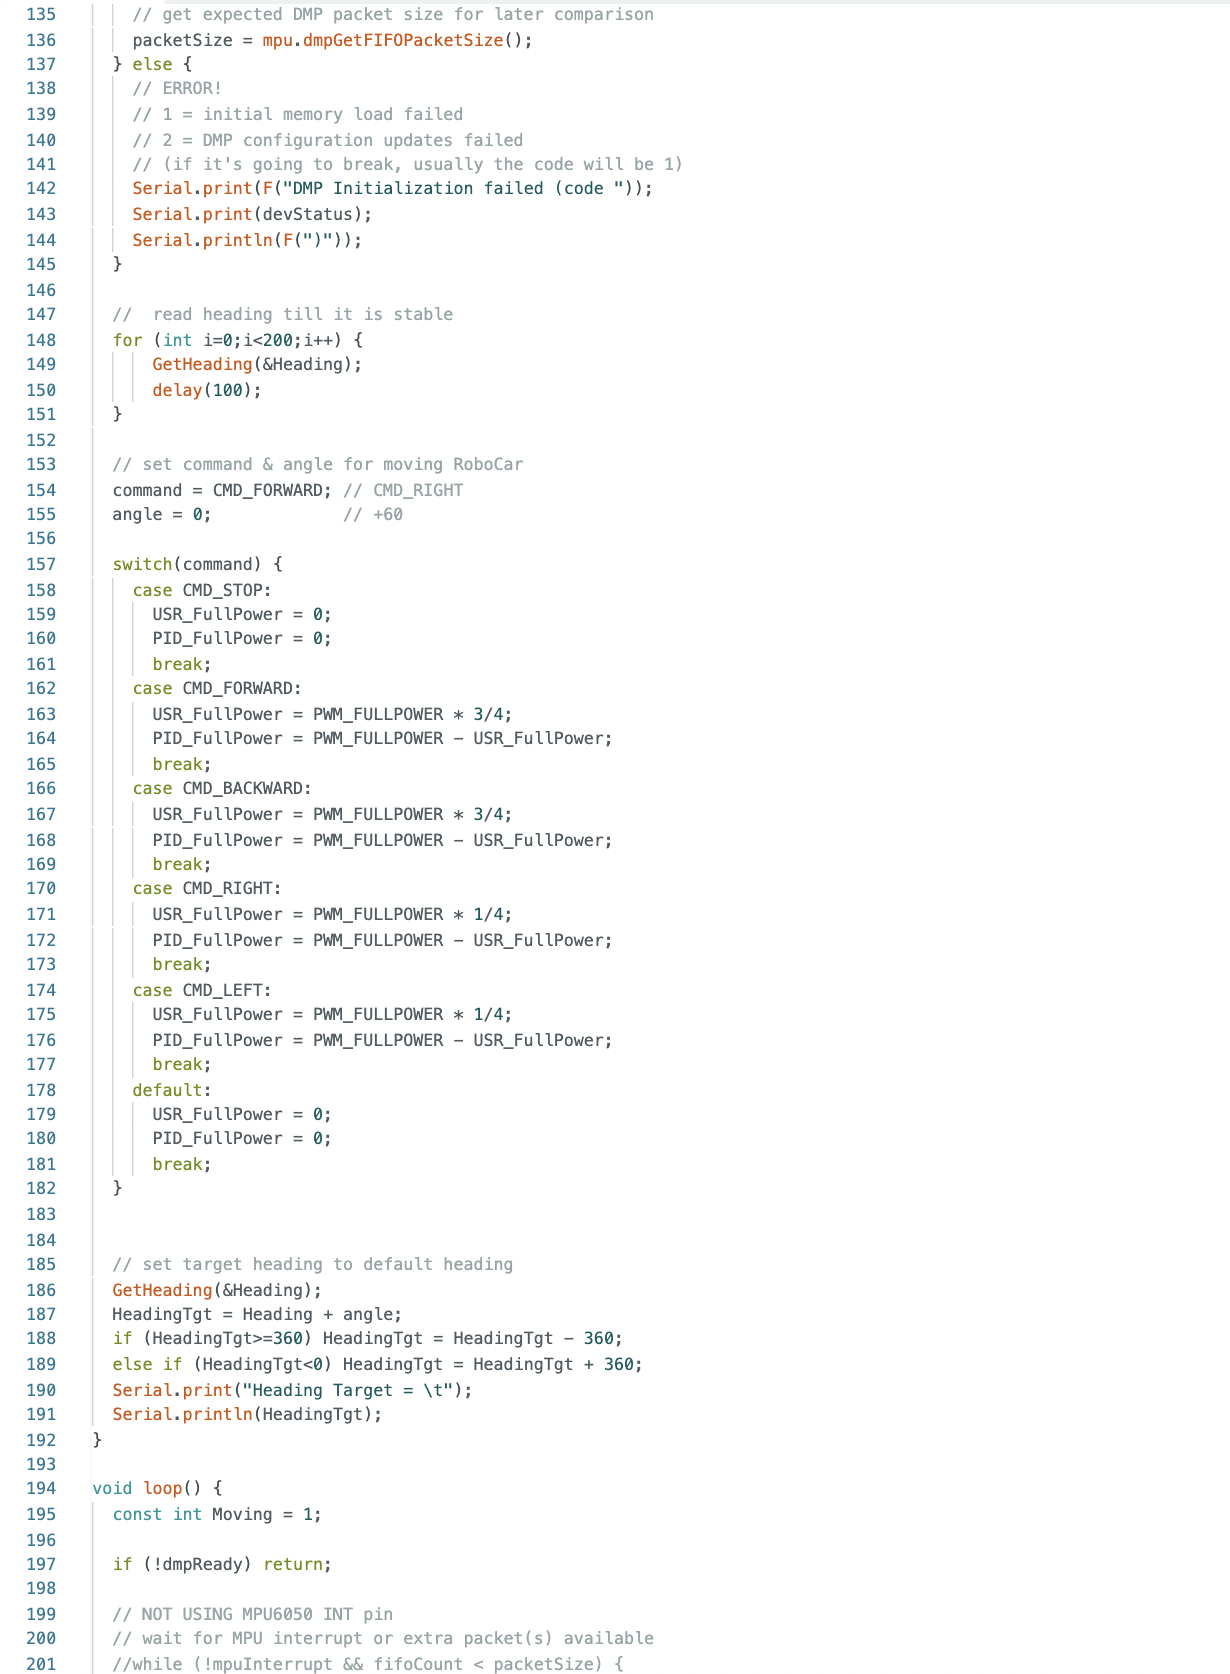 135 // get expected DMP packet size for later comparison
136 packetSize = mpu.dmpGetFIFOPacketSize();
137 } else {
138 // ERROR!
139 // 1 = initial memory load failed
140 // 2 = DMP configuration updates failed
141 // (if it's going to break, usually the code will be 1)
142 Serial.print(F("DMP Initialization failed (code "));
143 Serial.print(devStatus);
144 Serial.println(F(")"));
145 }
146
147 //  read heading till it is stable
148 for (int i=0;i<200;i++) {
149 GetHeading(&Heading);
150 delay(100);
151 }
152
153 // set command & angle for moving RoboCar
154 command = CMD_FORWARD; // CMD_RIGHT
155 angle = 0;             // +60
156
157 switch(command) {
158 case CMD_STOP:
159 USR_FullPower = 0;
160 PID_FullPower = 0;
161 break;
162 case CMD_FORWARD:
163 USR_FullPower = PWM_FULLPOWER * 3/4;
164 PID_FullPower = PWM_FULLPOWER - USR_FullPower;
165 break;
166 case CMD_BACKWARD:
167 USR_FullPower = PWM_FULLPOWER * 3/4;
168 PID_FullPower = PWM_FULLPOWER - USR_FullPower;
169 break;
170 case CMD_RIGHT:
171 USR_FullPower = PWM_FULLPOWER * 1/4;
172 PID_FullPower = PWM_FULLPOWER - USR_FullPower;
173 break;
174 case CMD_LEFT:
175 USR_FullPower = PWM_FULLPOWER * 1/4;
176 PID_FullPower = PWM_FULLPOWER - USR_FullPower;
177 break;
178 default:
179 USR_FullPower = 0;
180 PID_FullPower = 0;
181 break;
182 }
183
184
185 // set target heading to default heading
186 GetHeading(&Heading);
187 HeadingTgt = Heading + angle;
188 if (HeadingTgt>=360) HeadingTgt = HeadingTgt - 360;
189 else if (HeadingTgt<0) HeadingTgt = HeadingTgt + 360;
190 Serial.print("Heading Target = \t");
191 Serial.println(HeadingTgt);
192 }
193
194 void loop() {
195 const int Moving = 1;
196
197 if (!dmpReady) return;
198
199 // NOT USING MPU6050 INT pin
200 // wait for MPU interrupt or extra packet(s) available
201 //while (!mpuInterrupt && fifoCount < packetSize) {